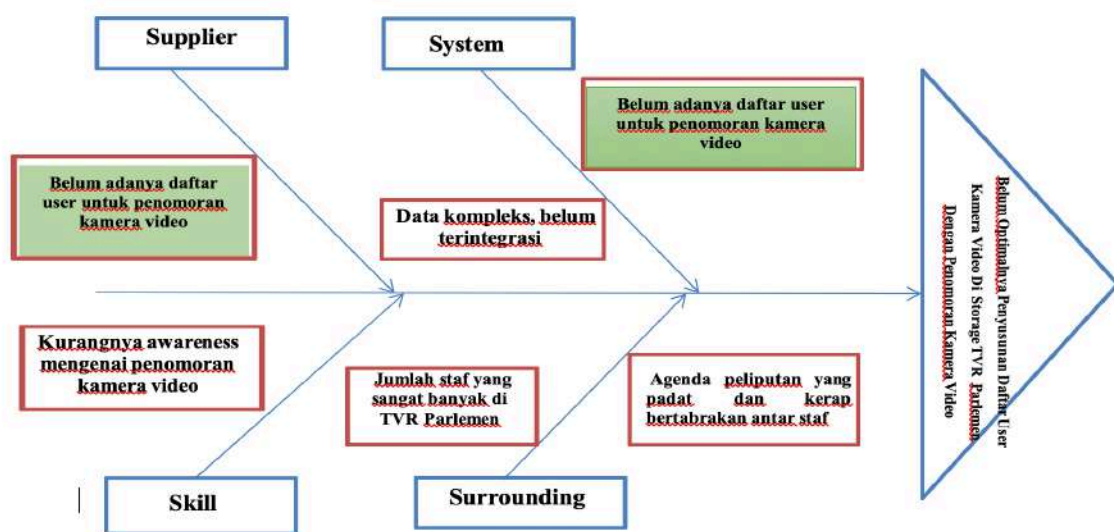 Supplier
System
Belum adanya daftar user
untuk penomoran kamera
video
Belum adanya daftar
user untuk penomoran
kamera video
Data kompleks, belum
terintegrasi
Belum Optimalnya Penyusunan Daftar User
Kamera Video Di Storage TVR Parlemen
Dengan Penomoran Kamera Video
Kurangnya awareness
mengenai penomoran
kamera video
Jumlah staf yang
sangat banyak di
TVR Parlemen
Agenda peliputan yang
padat dan kerap
bertabrakan antar staf
Skill
Surrounding